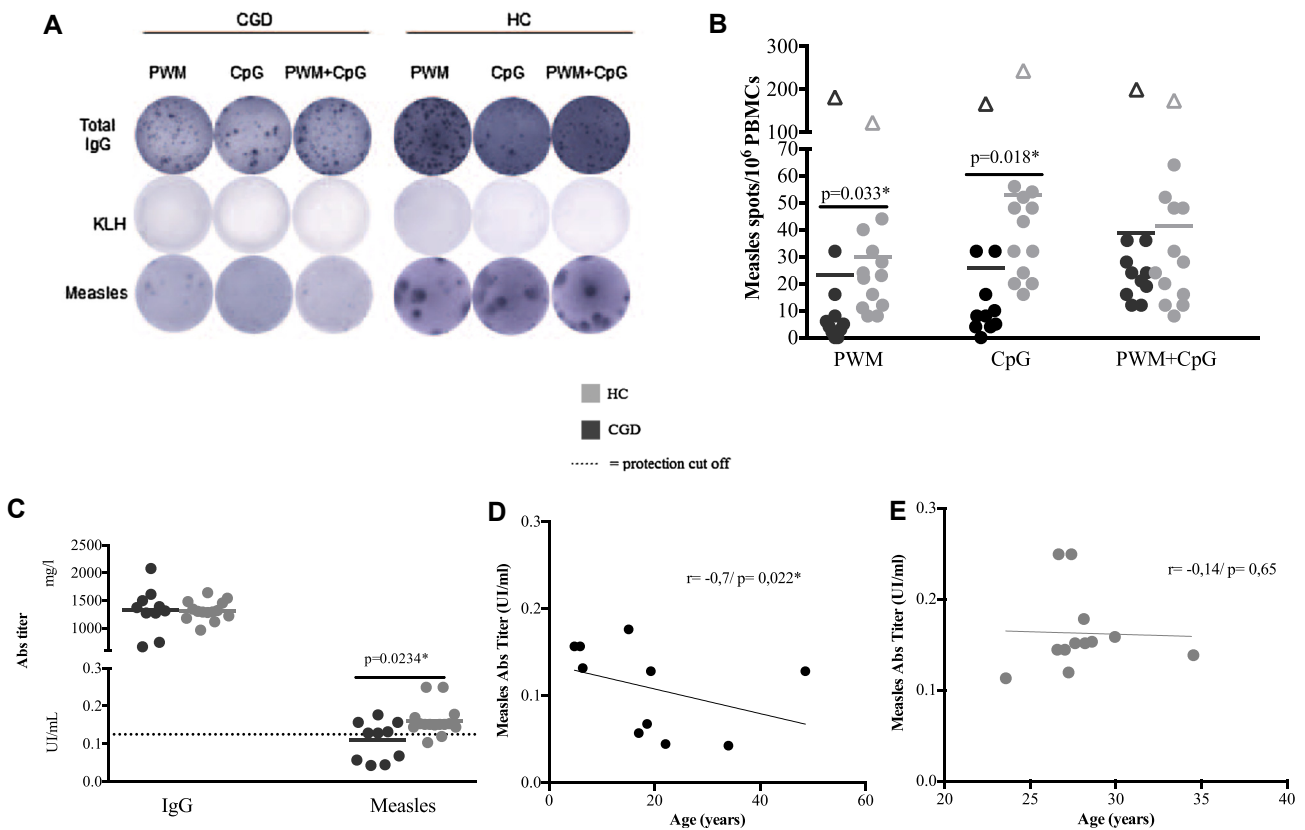 A
CGD HC
PWM CpG PWM+CpG PWM CpG PWM+CpG
Total
IgG
KLH
Measles
B
Measles spots/10⁶ PBMCs
300
200
100
70
60
50
40
30
20
10
0
p=0.033*
p=0.018*
PWM CpG PWM+CpG
HC
CGD
= protection cut off
C
Abs titer
mg/l
UI/mL
2500
2000
1500
1000
0.3
0.2
0.1
0.0
p=0.0234*
IgG Measles
D
Measles Abs Titer (UI/ml)
0.3
0.2
0.1
0.0
r= -0,7/ p= 0,022*
0 20 40 60
Age (years)
E
Measles Abs Titer (UI/ml)
0.3
0.2
0.1
0.0
r= -0,14/ p= 0,65
20 25 30 35 40
Age (years)